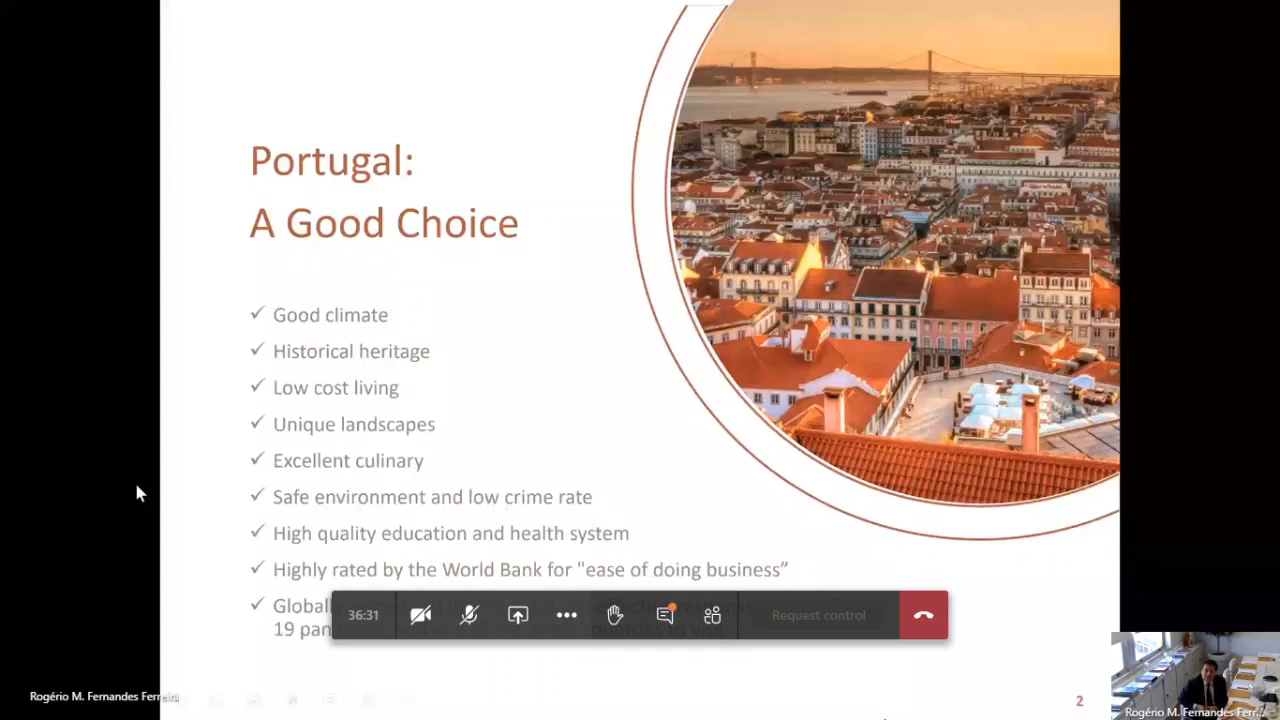 Portugal:
A Good Choice
✓ Good climate
✓ Historical heritage
✓ Low cost living
✓ Unique landscapes
✓ Excellent culinary
✓ Safe environment and low crime rate
✓ High quality education and health system
✓ Highly rated by the World Bank for "ease of doing business”
✓ Globall
19 pan
36:31
Request control
2
Rogério M. Fernandes Ferreira
Rogério M. Fernandes Ferr...